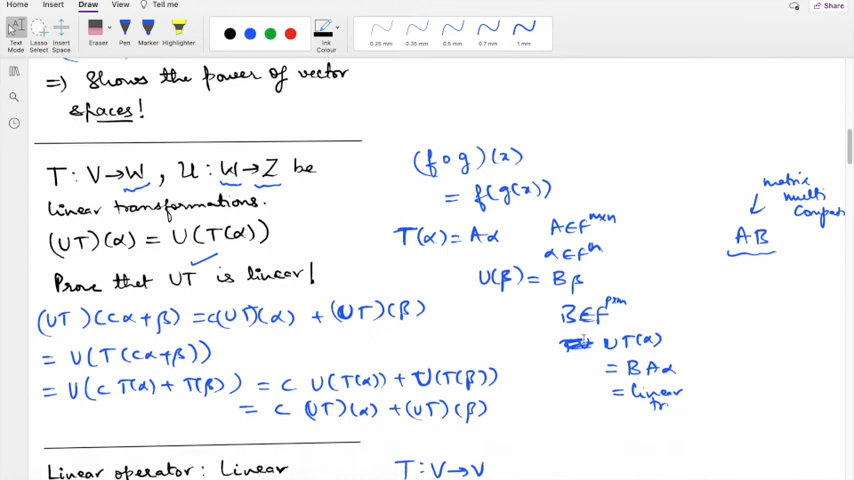 Home Insert Draw View Tell me
Share
Text Mode
Lasso Select
Insert Space
Eraser
Pen
Marker
Highlighter
Ink Colour
0.25 mm
0.35 mm
0.5 mm
0.7 mm
1 mm
=) Shows the power of vector
spaces!
T: V→W, U: W→Z be
linear transformations.
(UT)(α) = U(T(α))
Prove that UT is linear!
(UT)(cα+β) = c(UT)(α) + (UT)(β)
= U(T(cα+β))
= U(c T(α) + T(β)) = c U(T(α)) + U(T(β))
= c (UT)(α) + (UT)(β)
(f o g)(x)
= f(g(x))
T(α) = Aα
A∈F^{m×n}
α∈F^n
U(β) = Bβ
B∈F^{p×m}
UT(α)
= BAα
= linear
tr.
matrix
multi
AB
Linear operator: Linear
T: V→V